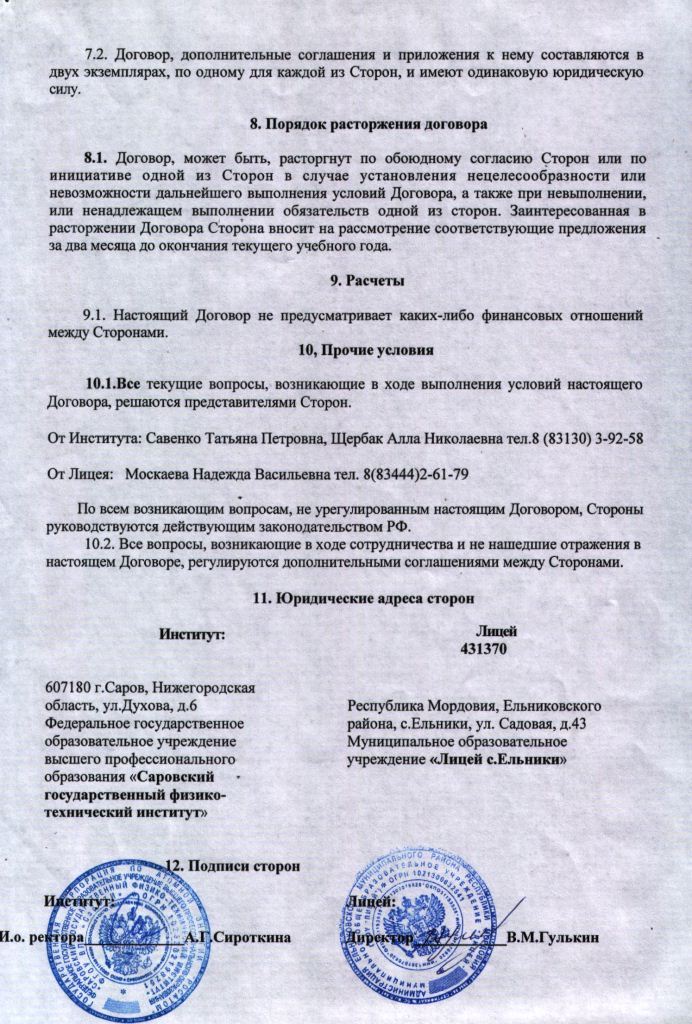 7.2. Договор, дополнительные соглашения и приложения к нему составляются в
двух экземплярах, по одному для каждой из Сторон, и имеют одинаковую юридическую
силу.
8. Порядок расторжения договора
8.1. Договор, может быть, расторгнут по обоюдному согласию Сторон или по
инициативе одной из Сторон в случае установления нецелесообразности или
невозможности дальнейшего выполнения условий Договора, а также при невыполнении,
или ненадлежащем выполнении обязательств одной из сторон. Заинтересованная в
расторжении Договора Сторона вносит на рассмотрение соответствующие предложения
за два месяца до окончания текущего учебного года.
9. Расчеты
9.1. Настоящий Договор не предусматривает каких-либо финансовых отношений
между Сторонами.
10, Прочие условия
10.1.Все текущие вопросы, возникающие в ходе выполнения условий настоящего
Договора, решаются представителями Сторон.
От Института: Савенко Татьяна Петровна, Щербак Алла Николаевна тел.8 (83130) 3-92-58
От Лицея: Москаева Надежда Васильевна тел. 8(83444)2-61-79
По всем возникающим вопросам, не урегулированным настоящим Договором, Стороны
руководствуются действующим законодательством РФ.
10.2. Все вопросы, возникающие в ходе сотрудничества и не нашедшие отражения в
настоящем Договоре, регулируются дополнительными соглашениями между Сторонами.
11. Юридические адреса сторон
Институт:
607180 г.Саров, Нижегородская
область, ул.Духова, д.6
Федеральное государственное
образовательное учреждение
высшего профессионального
образования «Саровский
государственный физико-
технический институт»
Лицей
431370
Республика Мордовия, Ельниковского
района, с.Ельники, ул. Садовая, д.43
Муниципальное образовательное
учреждение «Лицей с.Ельники»
12. Подписи сторон
Институт:
И.о. ректора А.Г.Сироткина
Лицей:
Директор В.М.Гулькин